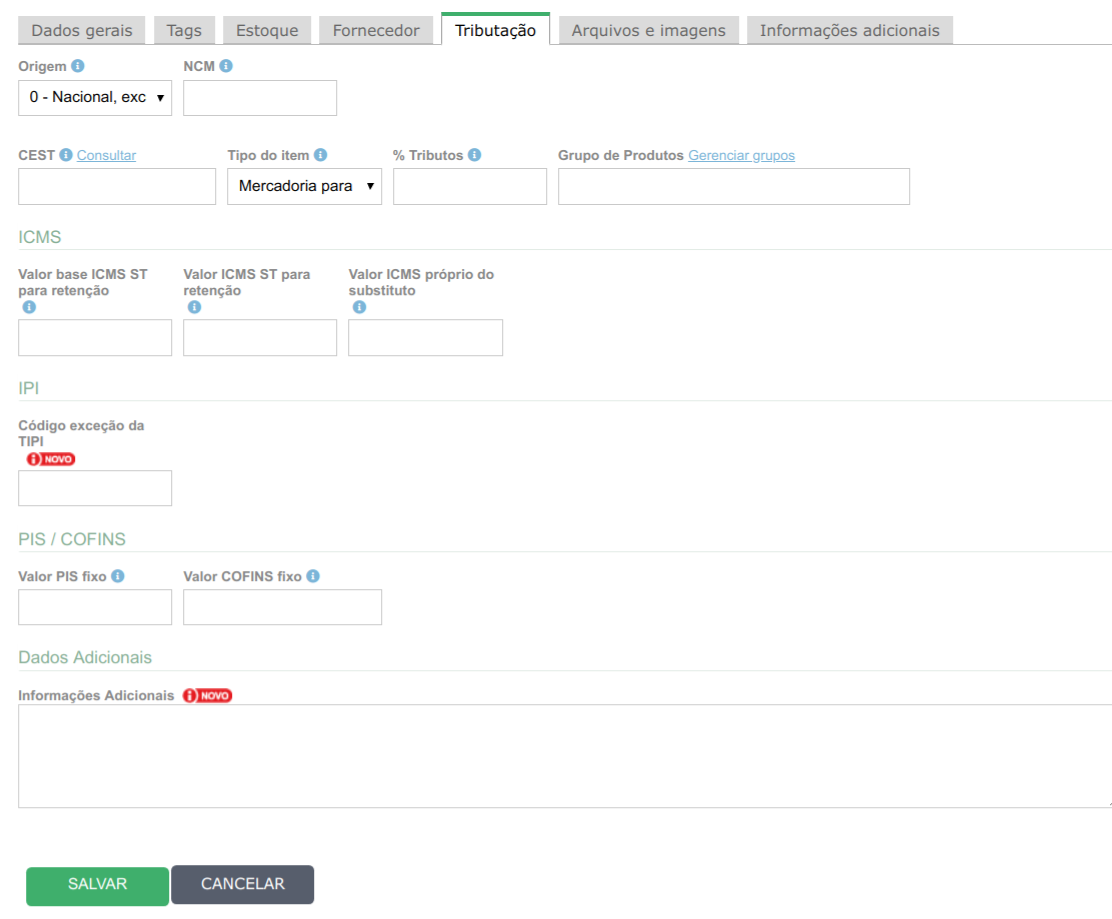 Dados gerais Tags Estoque Fornecedor Tributação Arquivos e imagens Informações adicionais
Origem NCM
0 - Nacional, exc
CEST Consultar Tipo do item % Tributos Grupo de Produtos Gerenciar grupos
Mercadoria para
ICMS
Valor base ICMS ST Valor ICMS ST para Valor ICMS próprio do
para retenção retenção substituto
IPI
Código exceção da
TIPI
NOVO
PIS / COFINS
Valor PIS fixo Valor COFINS fixo
Dados Adicionais
Informações Adicionais NOVO
SALVAR CANCELAR